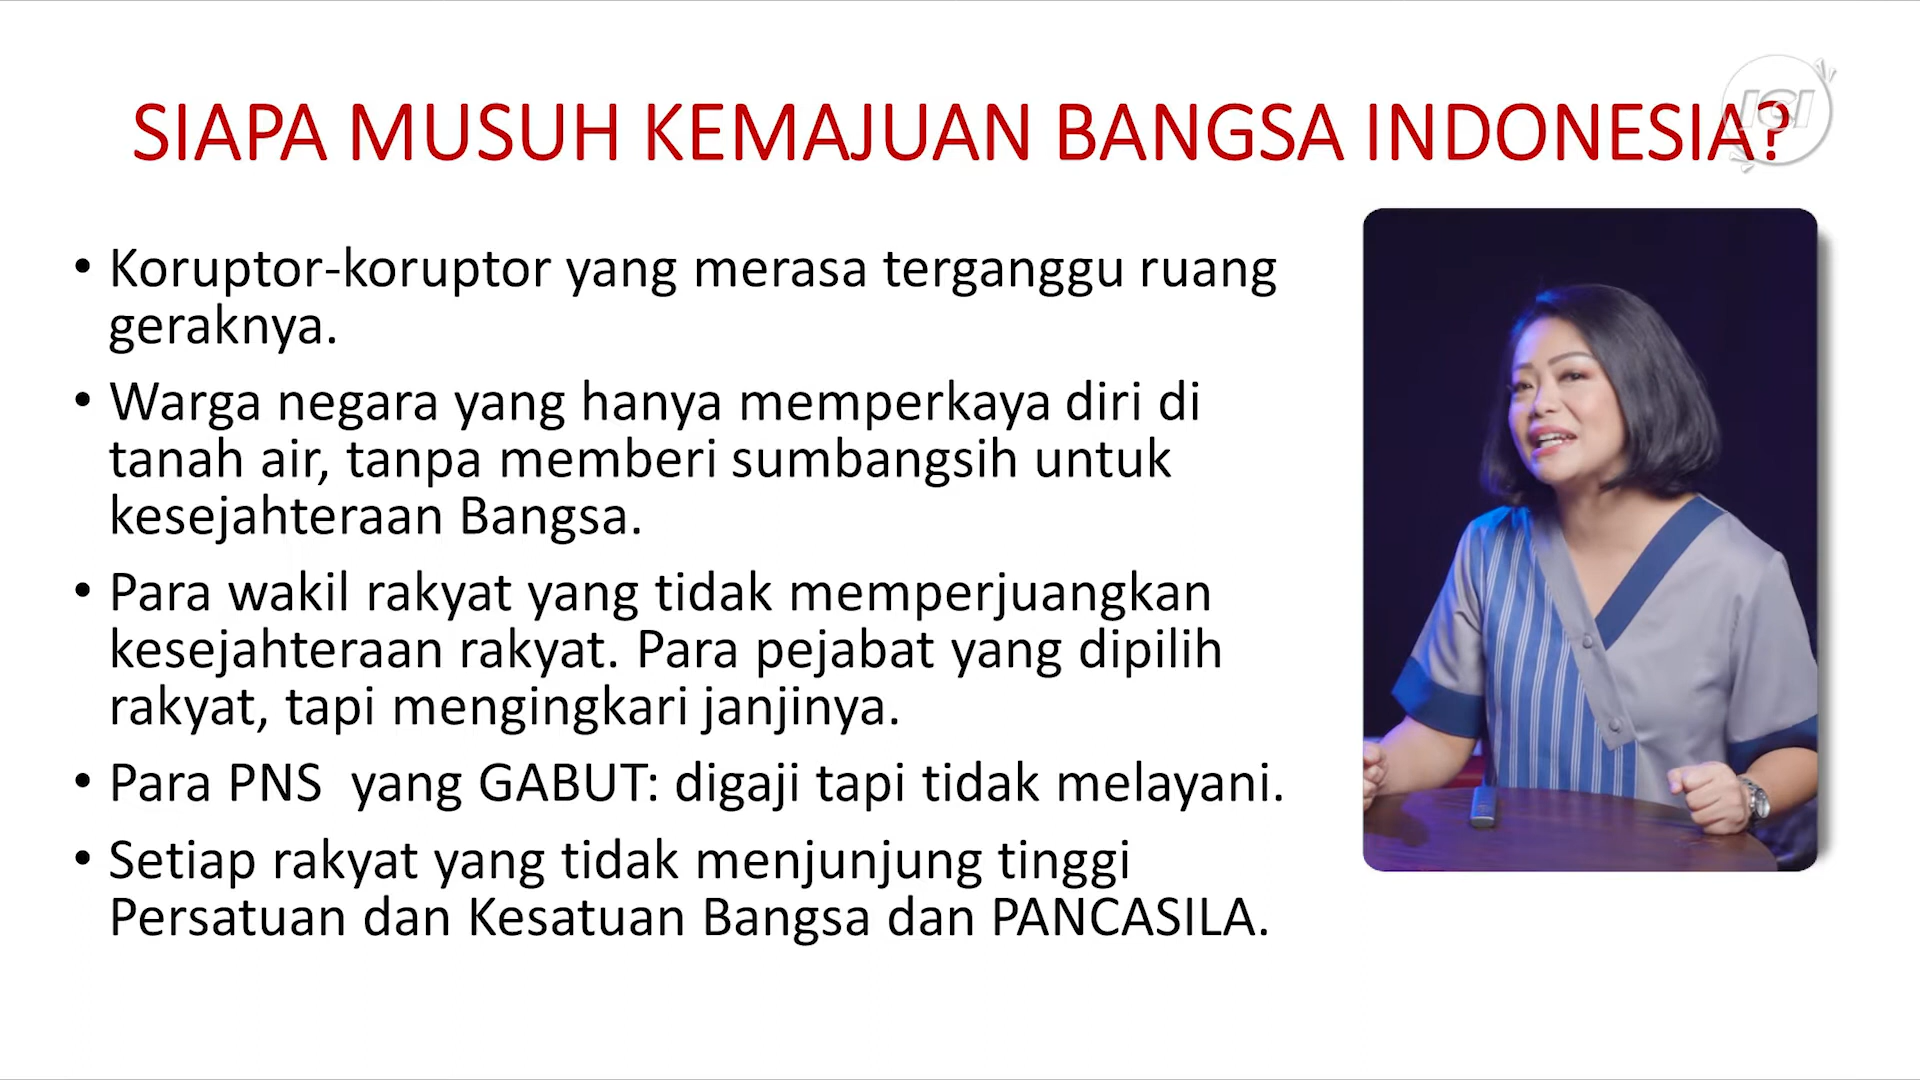 SIAPA MUSUH KEMAJUAN BANGSA INDONESIA?
ICI
• Koruptor-koruptor yang merasa terganggu ruang
geraknya.
• Warga negara yang hanya memperkaya diri di
tanah air, tanpa memberi sumbangsih untuk
kesejahteraan Bangsa.
• Para wakil rakyat yang tidak memperjuangkan
kesejahteraan rakyat. Para pejabat yang dipilih
rakyat, tapi mengingkari janjinya.
• Para PNS  yang GABUT: digaji tapi tidak melayani.
• Setiap rakyat yang tidak menjunjung tinggi
Persatuan dan Kesatuan Bangsa dan PANCASILA.